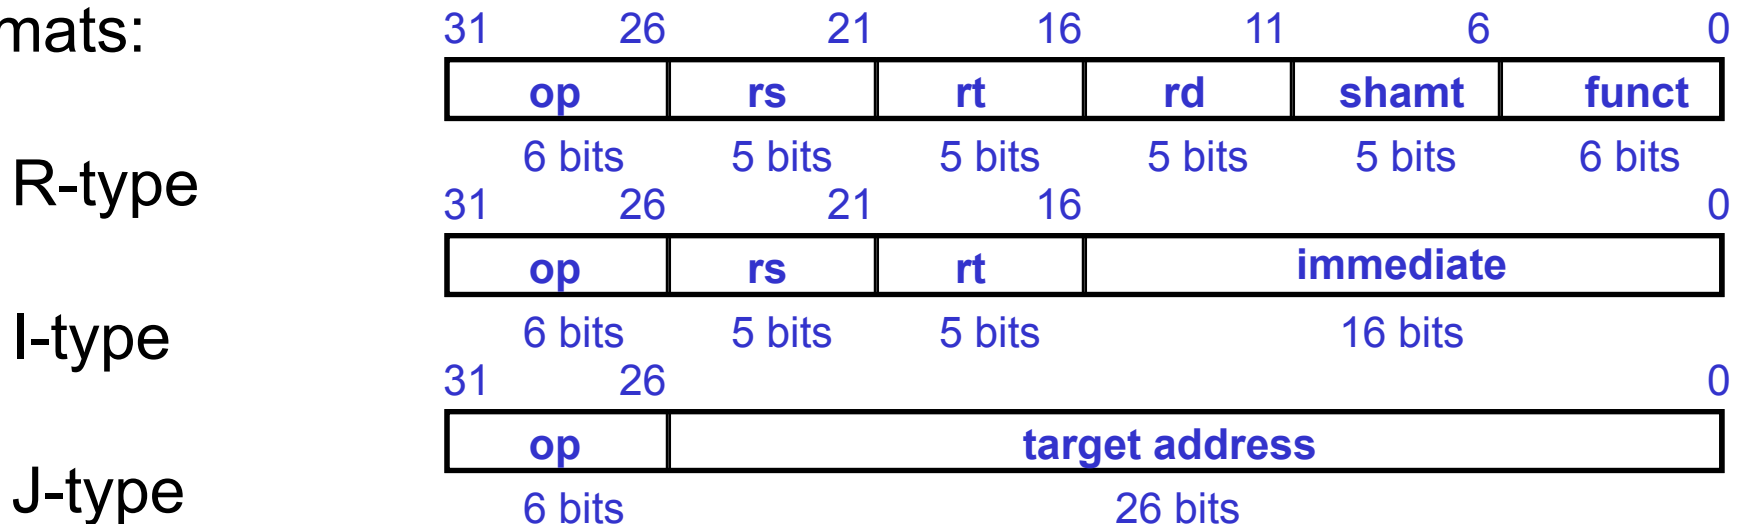 mats:
31 26 21 16 11 6 0
op rs rt rd shamt funct
6 bits 5 bits 5 bits 5 bits 5 bits 6 bits
R-type
31 26 21 16 0
op rs rt immediate
6 bits 5 bits 5 bits 16 bits
I-type
31 26 0
op target address
6 bits 26 bits
J-type